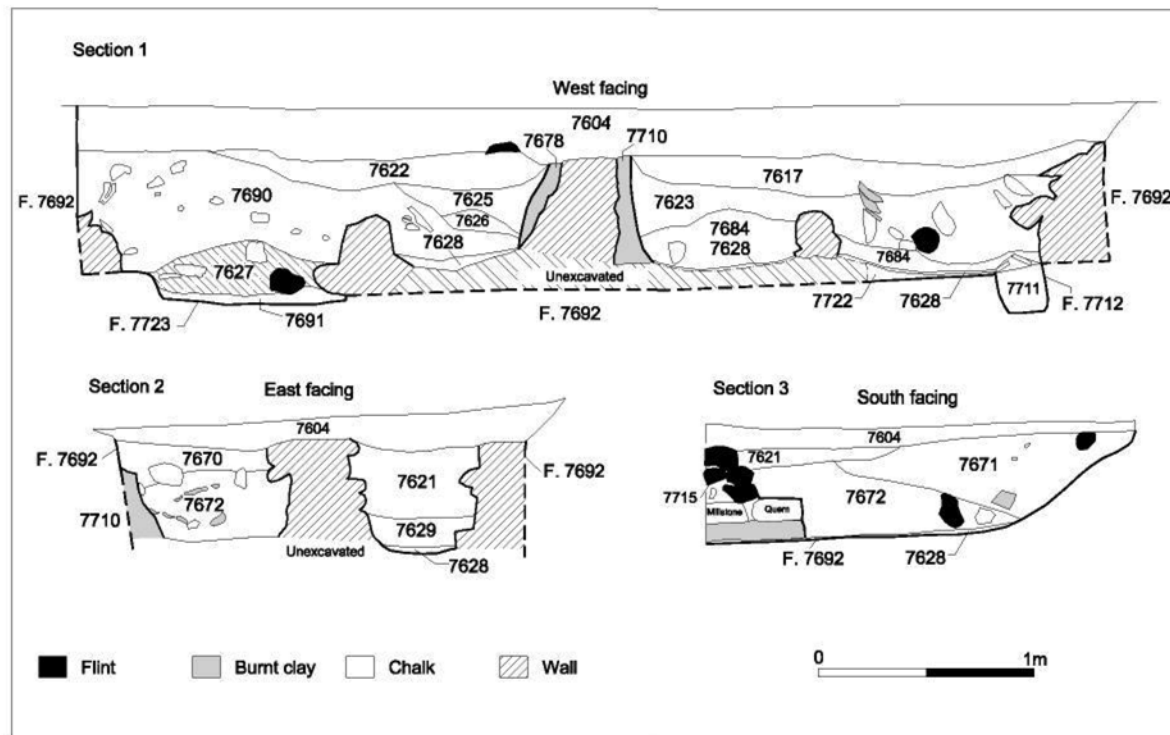 Section 1
West facing
7604
7678
7710
7622
7617
7690
7625
7623
F. 7692
F. 7692
7626
7684
7628
7628
7684
7627
Unexcavated
7711
7722
7628
F. 7712
F. 7723
7691
F. 7692
Section 2
East facing
Section 3
South facing
7604
7604
F. 7692
F. 7692
7670
7621
7621
7671
7672
7672
7715
7710
Millstone
Quern
7629
Unexcavated
7628
F. 7692
7628
Flint
Burnt clay
Chalk
Wall
0
1m